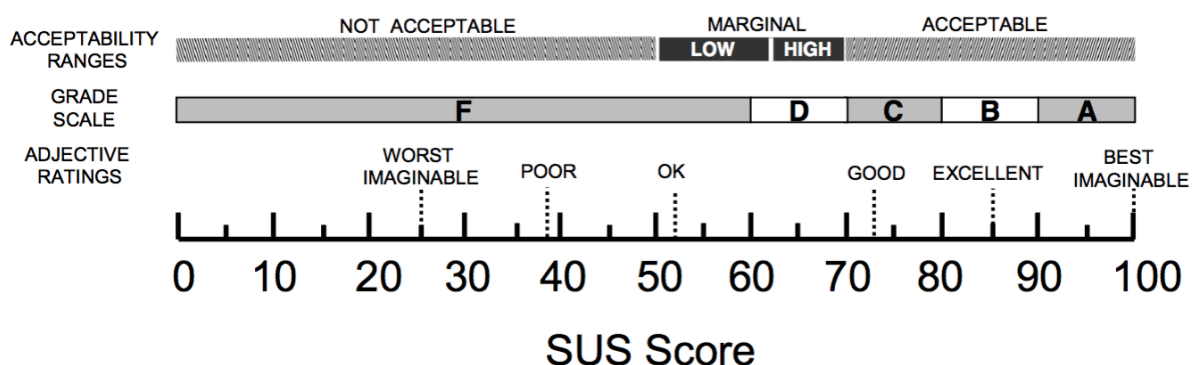 NOT ACCEPTABLE MARGINAL ACCEPTABLE
ACCEPTABILITY
RANGES
LOW HIGH
GRADE
SCALE
F D C B A
ADJECTIVE
RATINGS
WORST
IMAGINABLE
POOR
OK
GOOD
EXCELLENT
BEST
IMAGINABLE
0 10 20 30 40 50 60 70 80 90 100
SUS Score